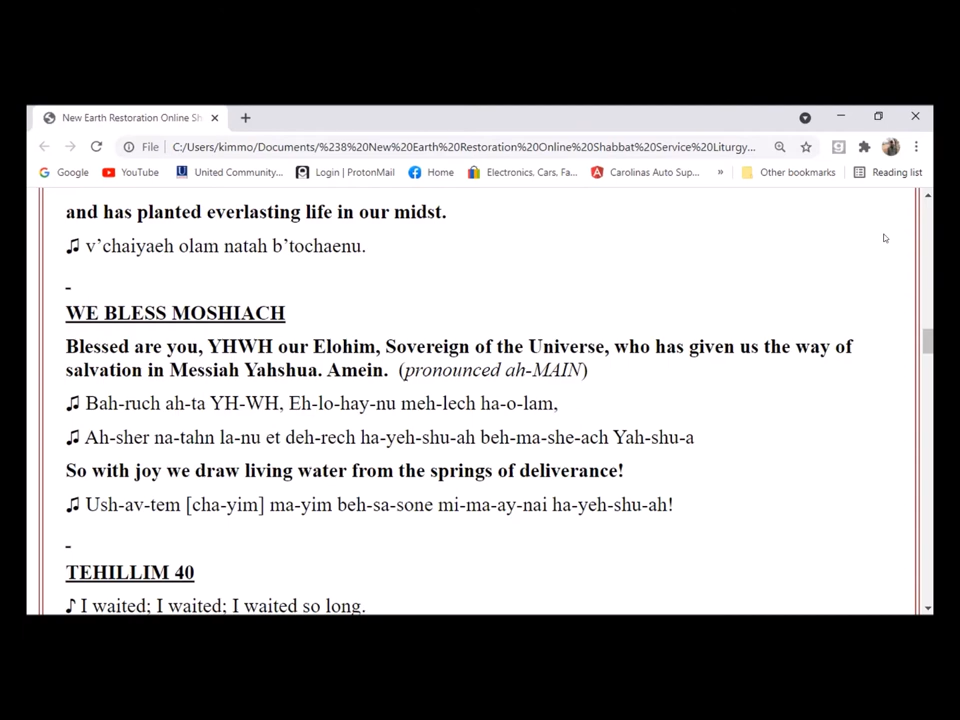 New Earth Restoration Online Sh
File C:/Users/kimmo/Documents/%238%20New%20Earth%20Restoration%20Online%20Shabbat%20Service%20Liturgy...
Google YouTube United Community... Login | ProtonMail Home Electronics, Cars, Fa... Carolinas Auto Sup... » Other bookmarks Reading list
and has planted everlasting life in our midst.
♫ v’chaiyaeh olam natah b’tochaenu.
-
WE BLESS MOSHIACH
Blessed are you, YHWH our Elohim, Sovereign of the Universe, who has given us the way of
salvation in Messiah Yahshua. Amein. (pronounced ah-MAIN)
♫ Bah-ruch ah-ta YH-WH, Eh-lo-hay-nu meh-lech ha-o-lam,
♫ Ah-sher na-tahn la-nu et deh-rech ha-yeh-shu-ah beh-ma-she-ach Yah-shu-a
So with joy we draw living water from the springs of deliverance!
♫ Ush-av-tem [cha-yim] ma-yim beh-sa-sone mi-ma-ay-nai ha-yeh-shu-ah!
-
TEHILLIM 40
♪ I waited; I waited; I waited so long.